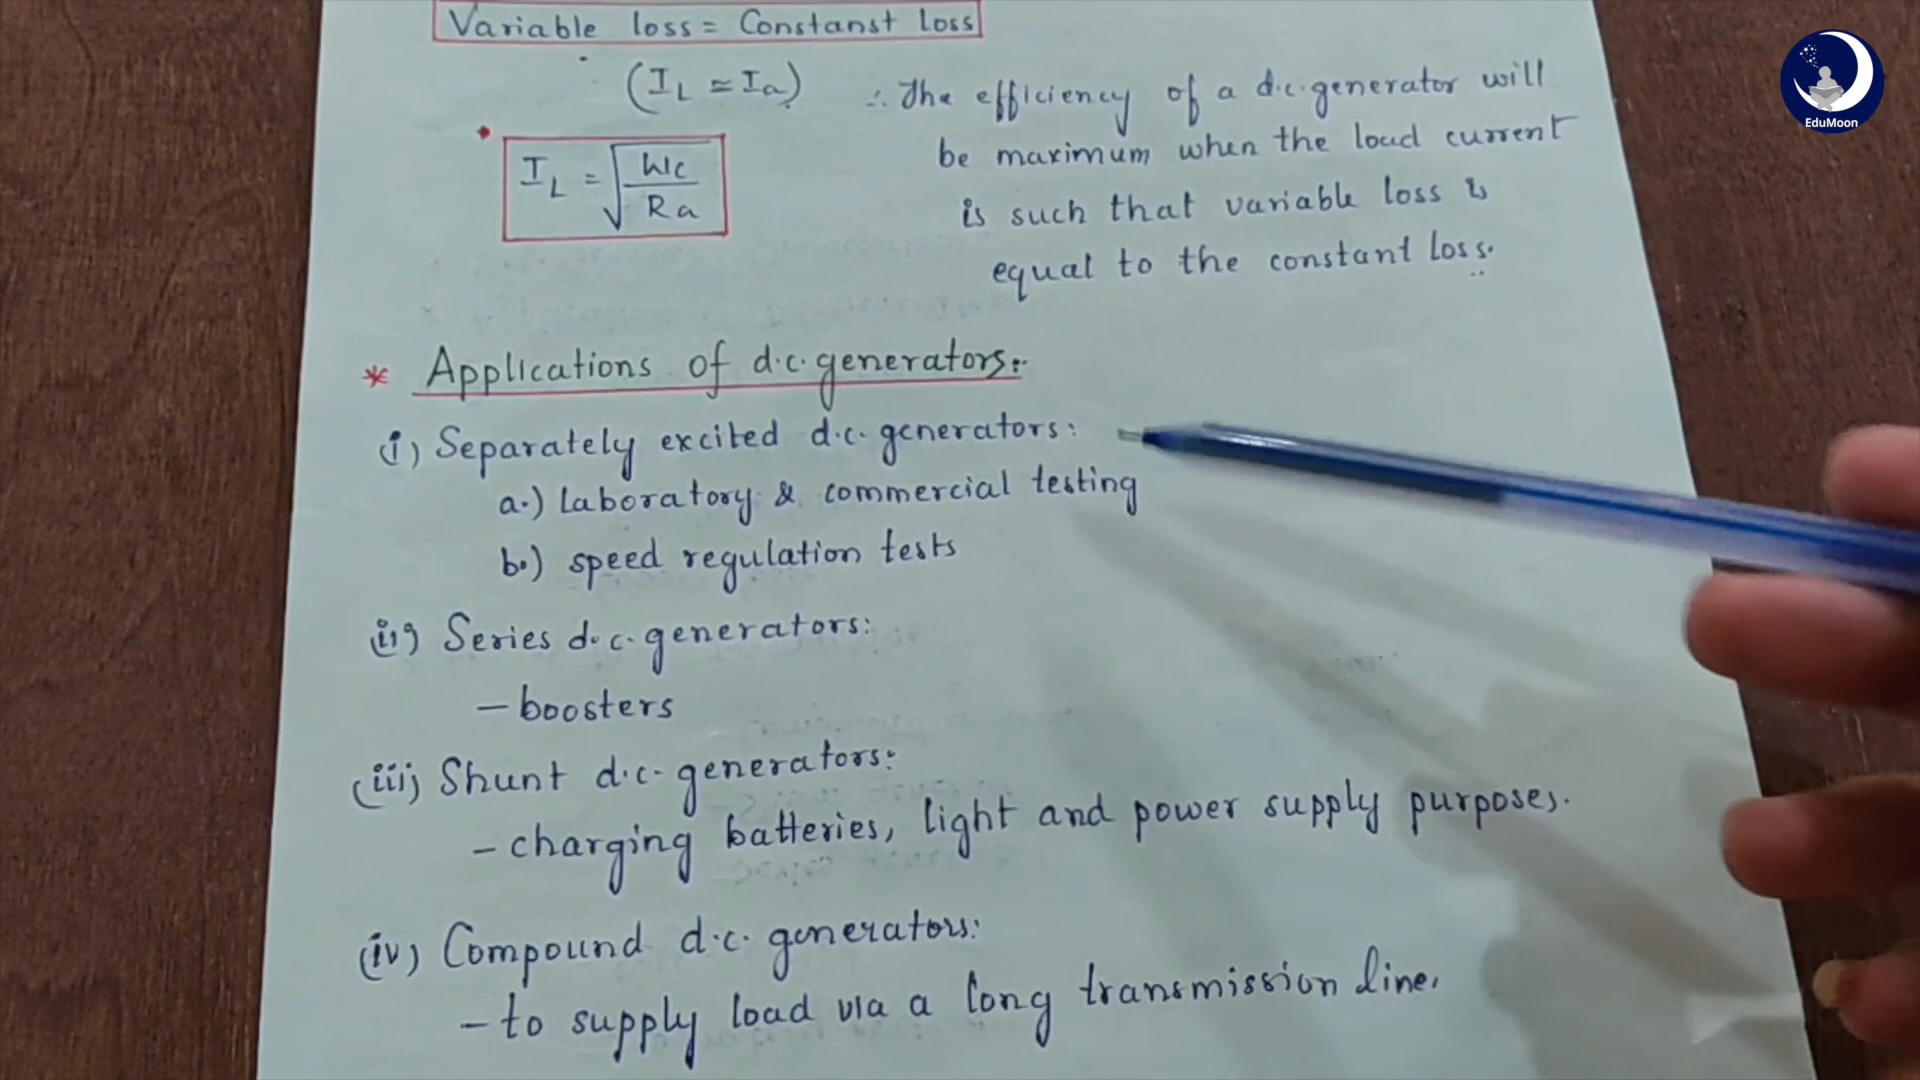 Variable loss = Constanst Loss
(IL ≃ Ia)
IL = √(Wc/Ra)
∴ The efficiency of a d.c. generator will
be maximum when the load current
is such that variable loss is
equal to the constant loss.
* Applications of d.c. generators:
(i) Separately excited d.c. generators:
a.) Laboratory & commercial testing
b.) speed regulation tests
(ii) Series d.c. generators:
– boosters
(iii) Shunt d.c. generators:
– charging batteries, light and power supply purposes.
(iv) Compound d.c. generators:
– to supply load via a long transmission line.
EduMoon